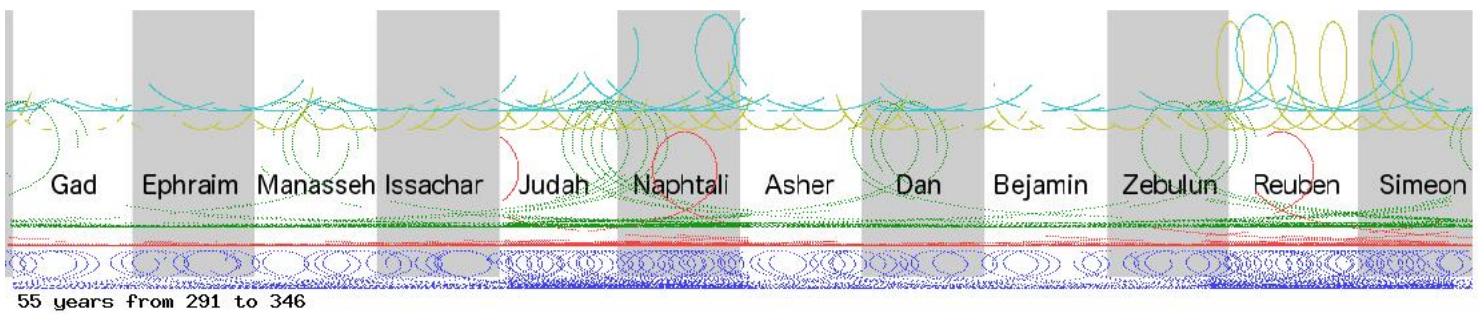 Gad Ephraim Manasseh Issachar Judah Naphtali Asher Dan Bejamin Zebulun Reuben Simeon
55 years from 291 to 346